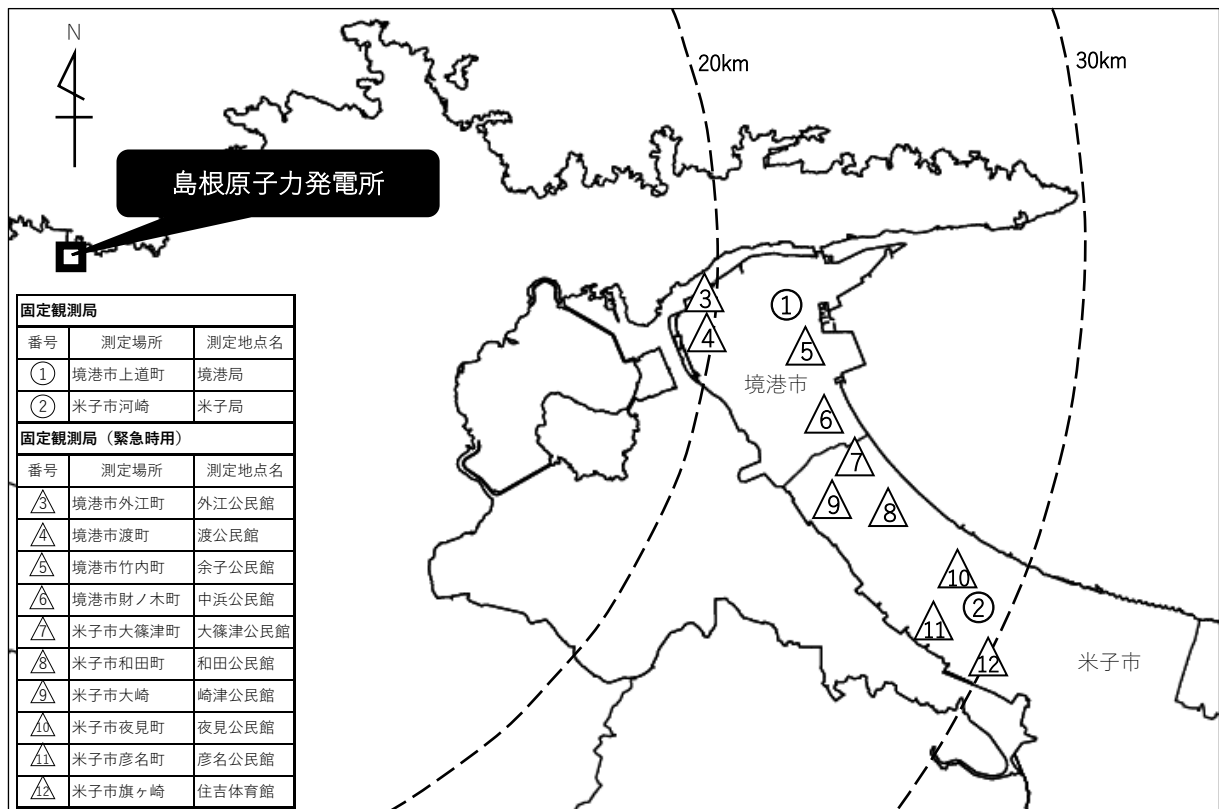 N
20km
30km
島根原子力発電所
固定観測局
番号 測定場所 測定地点名
① 境港市上道町 境港局
② 米子市河崎 米子局
固定観測局（緊急時用）
番号 測定場所 測定地点名
3 境港市外江町 外江公民館
4 境港市渡町 渡公民館
5 境港市竹内町 余子公民館
6 境港市財ノ木町 中浜公民館
7 米子市大篠津町 大篠津公民館
8 米子市和田町 和田公民館
9 米子市大崎 崎津公民館
10 米子市夜見町 夜見公民館
11 米子市彦名町 彦名公民館
12 米子市旗ヶ崎 住吉体育館
3
①
4
5
境港市
6
7
9
8
10
②
11
12
米子市